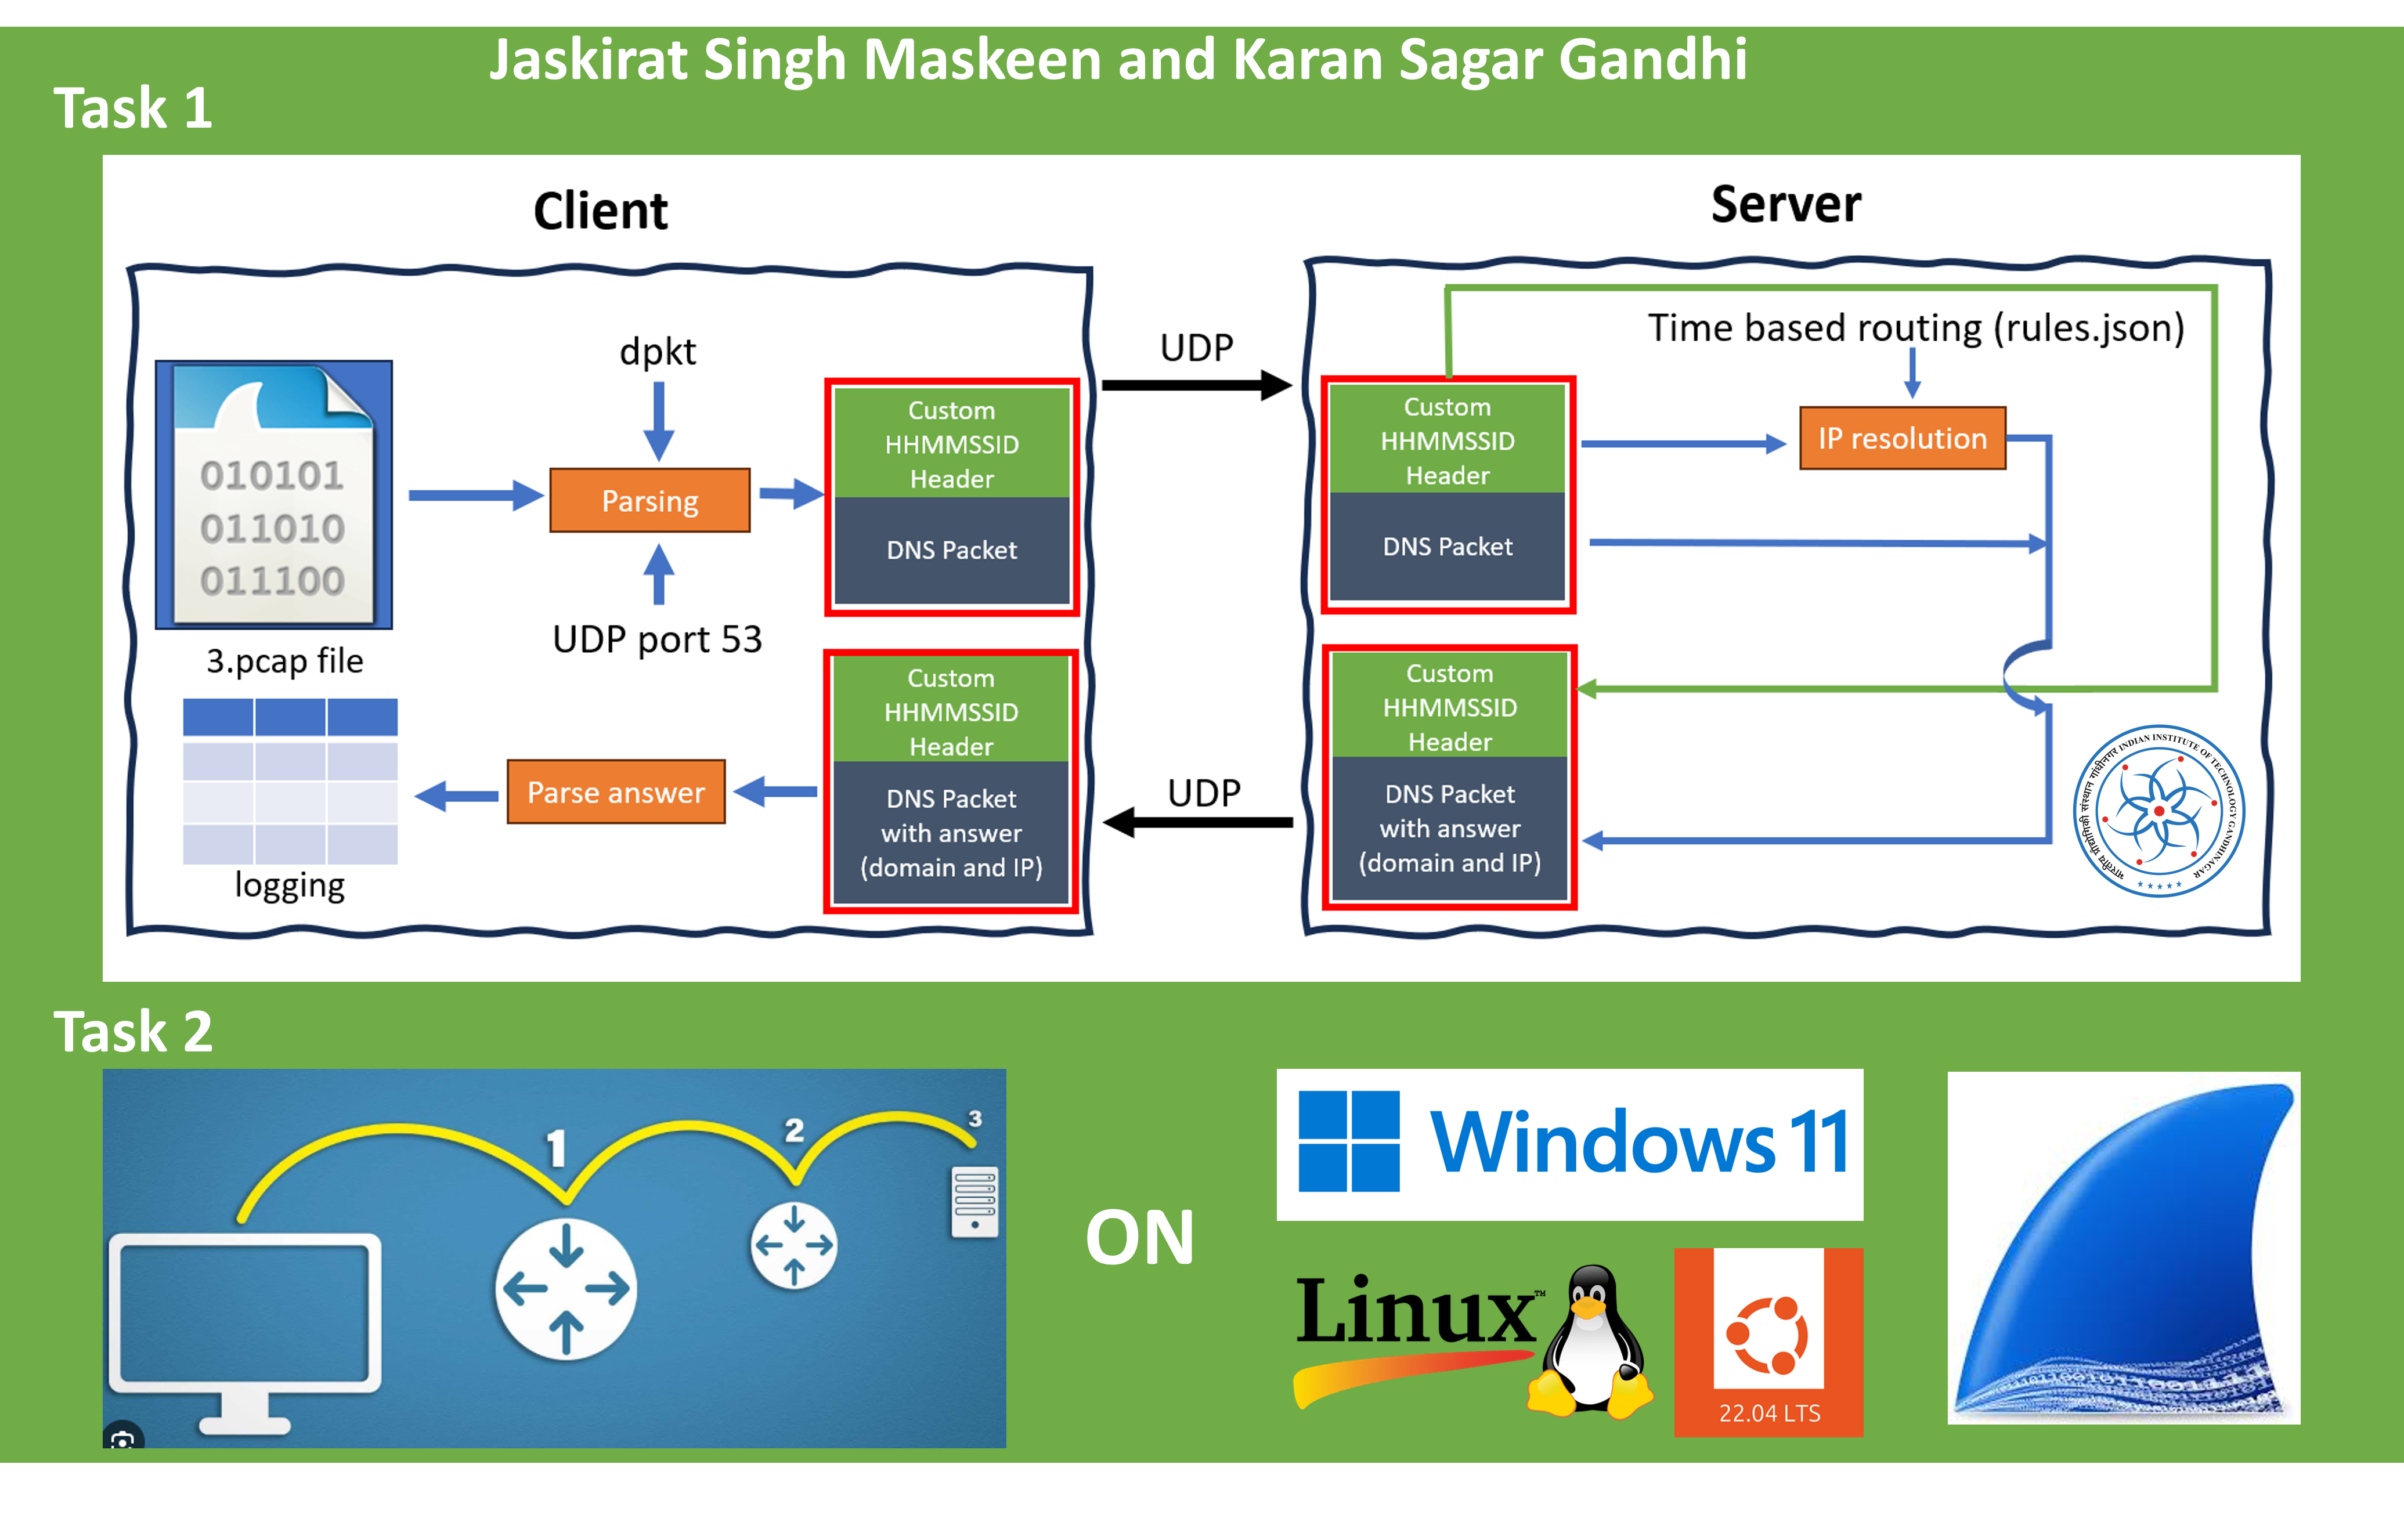 Jaskirat Singh Maskeen and Karan Sagar Gandhi
Task 1
Client
Server
dpkt
UDP
Time based routing (rules.json)
010101
011010
011100
Parsing
Custom
HHMMSSID
Header
DNS Packet
Custom
HHMMSSID
Header
DNS Packet
IP resolution
3.pcap file
UDP port 53
Custom
HHMMSSID
Header
DNS Packet
with answer
(domain and IP)
Parse answer
logging
UDP
Custom
HHMMSSID
Header
DNS Packet
with answer
(domain and IP)
भारतीय प्रौद्योगिकी संस्थान गांधीनगर
INDIAN INSTITUTE OF TECHNOLOGY GANDHINAGAR
Task 2
1
2
3
ON
Windows 11
Linux™
22.04 LTS